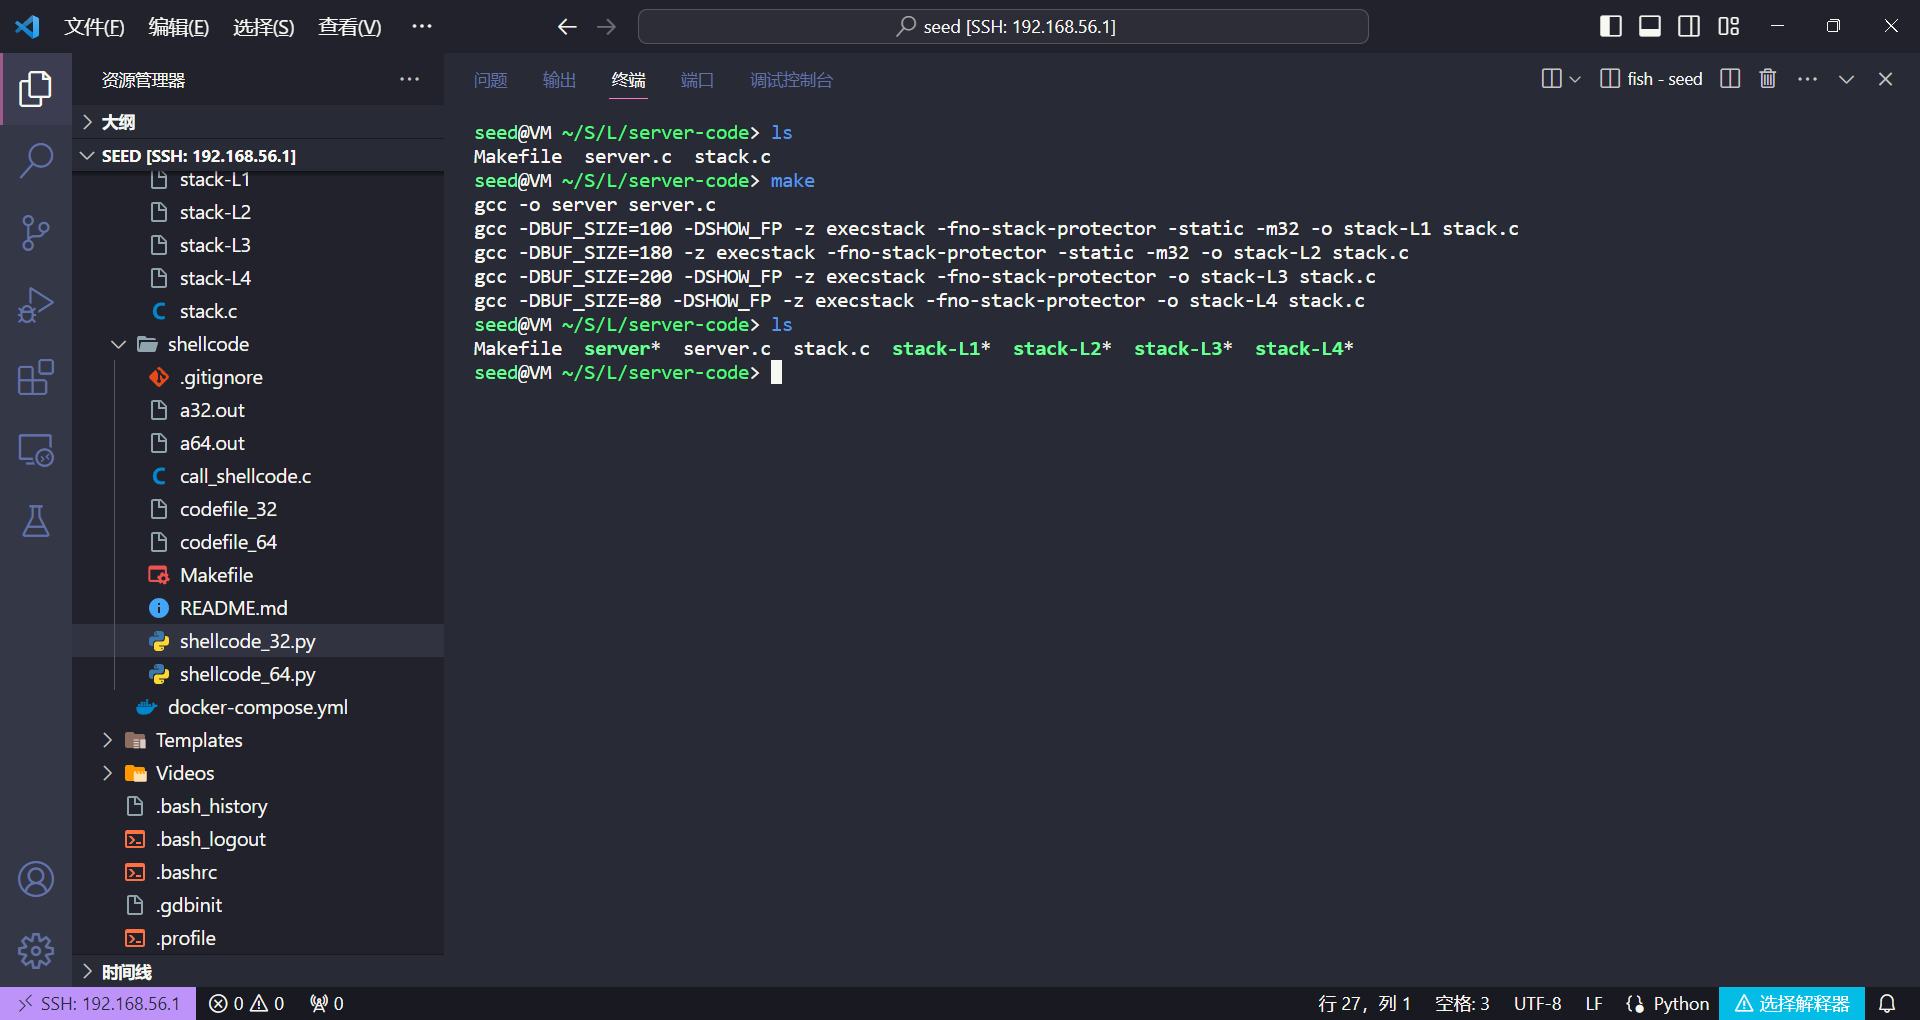 文件(F) 编辑(E) 选择(S) 查看(V) ···
seed [SSH: 192.168.56.1]
资源管理器
大纲
SEED [SSH: 192.168.56.1]
stack-L1
stack-L2
stack-L3
stack-L4
C stack.c
shellcode
.gitignore
a32.out
a64.out
C call_shellcode.c
codefile_32
codefile_64
Makefile
README.md
shellcode_32.py
shellcode_64.py
docker-compose.yml
Templates
Videos
.bash_history
.bash_logout
.bashrc
.gdbinit
.profile
时间线
问题 输出 终端 端口 调试控制台
fish - seed
seed@VM ~/S/L/server-code> ls
Makefile  server.c  stack.c
seed@VM ~/S/L/server-code> make
gcc -o server server.c
gcc -DBUF_SIZE=100 -DSHOW_FP -z execstack -fno-stack-protector -static -m32 -o stack-L1 stack.c
gcc -DBUF_SIZE=180 -z execstack -fno-stack-protector -static -m32 -o stack-L2 stack.c
gcc -DBUF_SIZE=200 -DSHOW_FP -z execstack -fno-stack-protector -o stack-L3 stack.c
gcc -DBUF_SIZE=80 -DSHOW_FP -z execstack -fno-stack-protector -o stack-L4 stack.c
seed@VM ~/S/L/server-code> ls
Makefile  server*  server.c  stack.c  stack-L1*  stack-L2*  stack-L3*  stack-L4*
seed@VM ~/S/L/server-code>
SSH: 192.168.56.1 0 0 0 行 27，列 1 空格: 3 UTF-8 LF Python 选择解释器